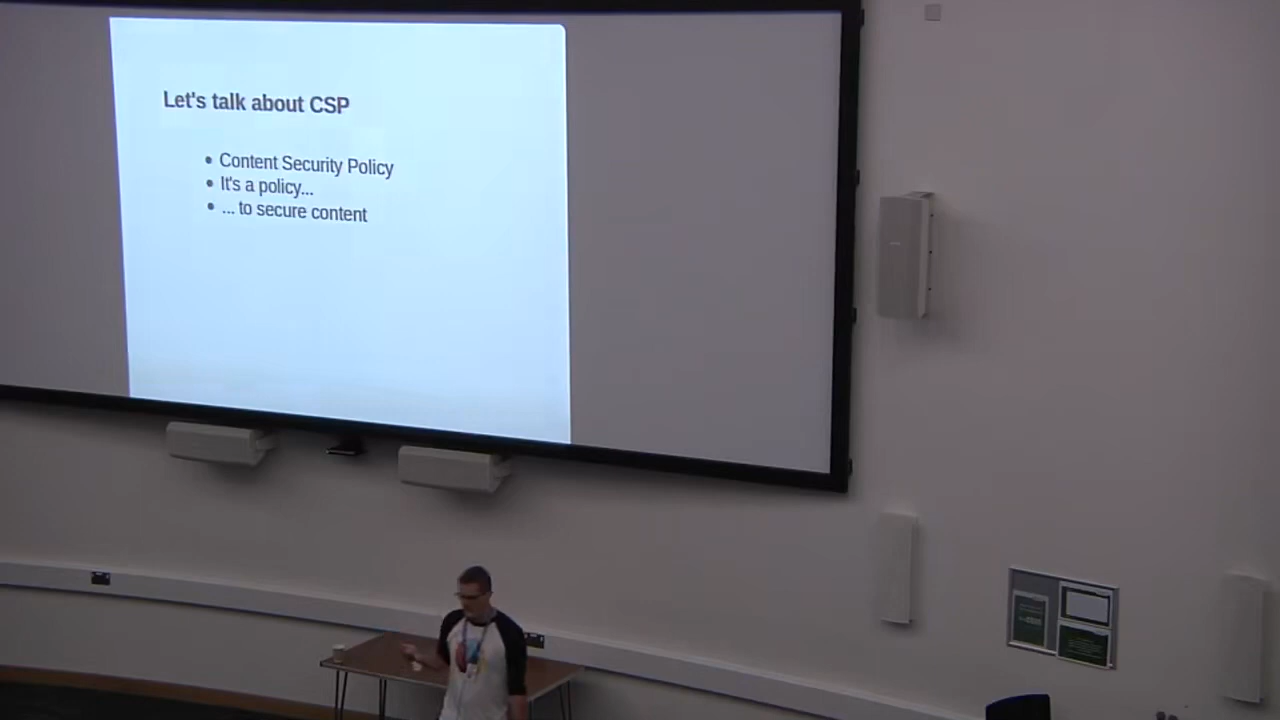 Let's talk about CSP
• Content Security Policy
• It's a policy...
• ... to secure content